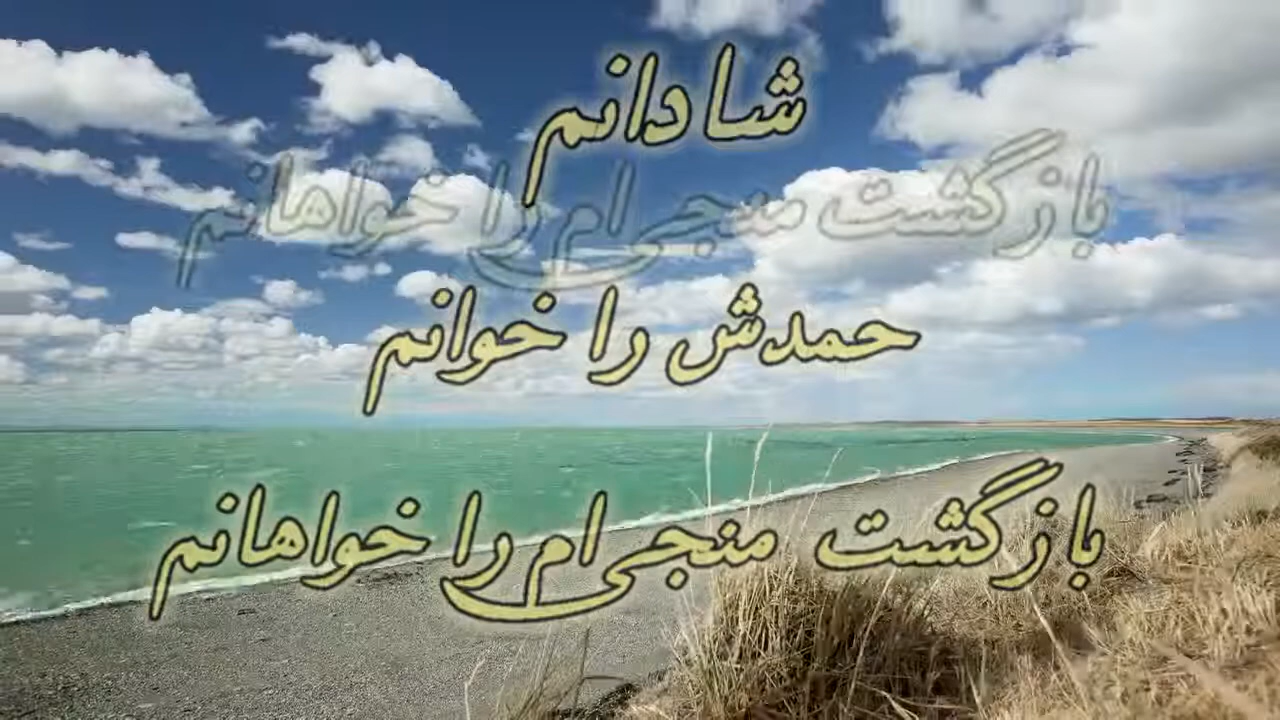 شادانم
بازگشت منجی‌ام را خواهانم
حمدش را خوانم
بازگشت منجی‌ام را خواهانم